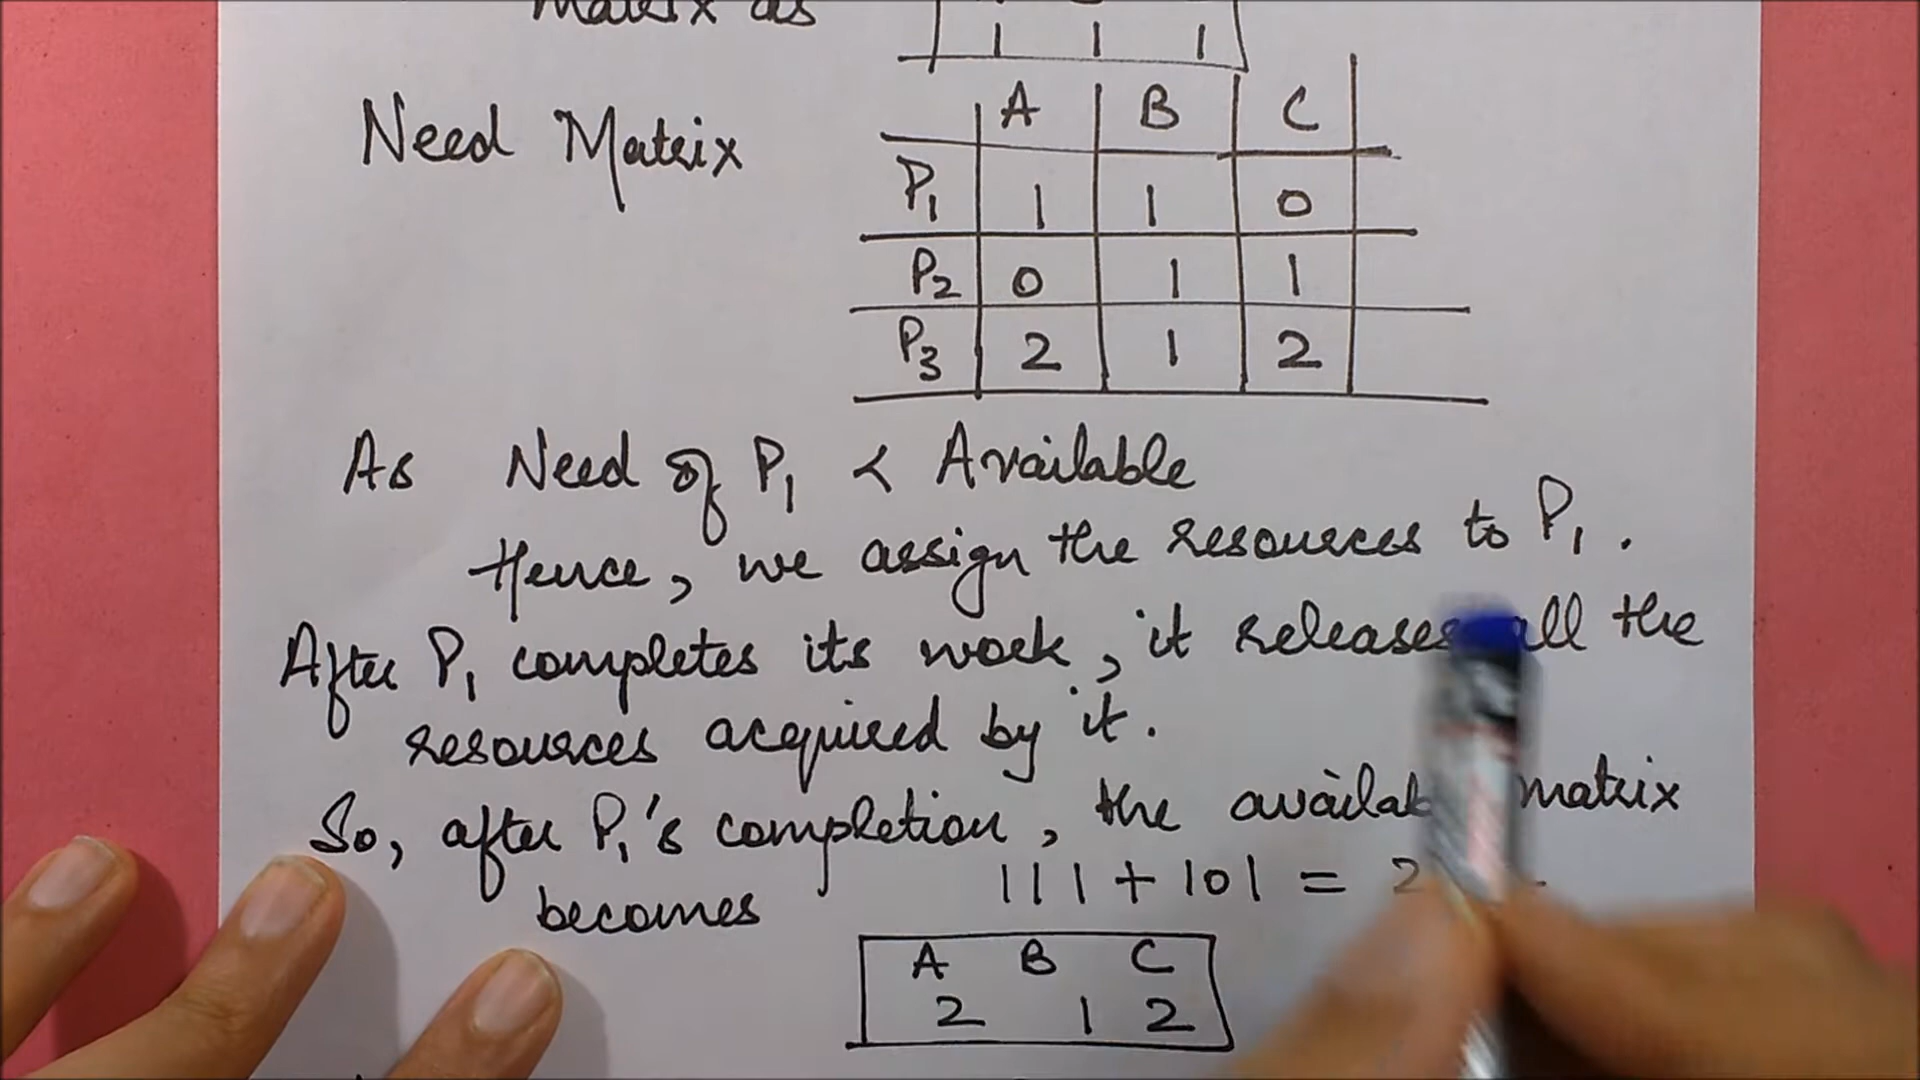 Matrix as
1 1 1
Need Matrix
A B C
P1 1 1 0
P2 0 1 1
P3 2 1 2
As Need of P1 < Available
Hence, we assign the resources to P1.
After P1 completes its work, it releases all the
resources acquired by it.
So, after P1's completion, the matrix
becomes 111 + 101 = 2
A B C
2 1 2